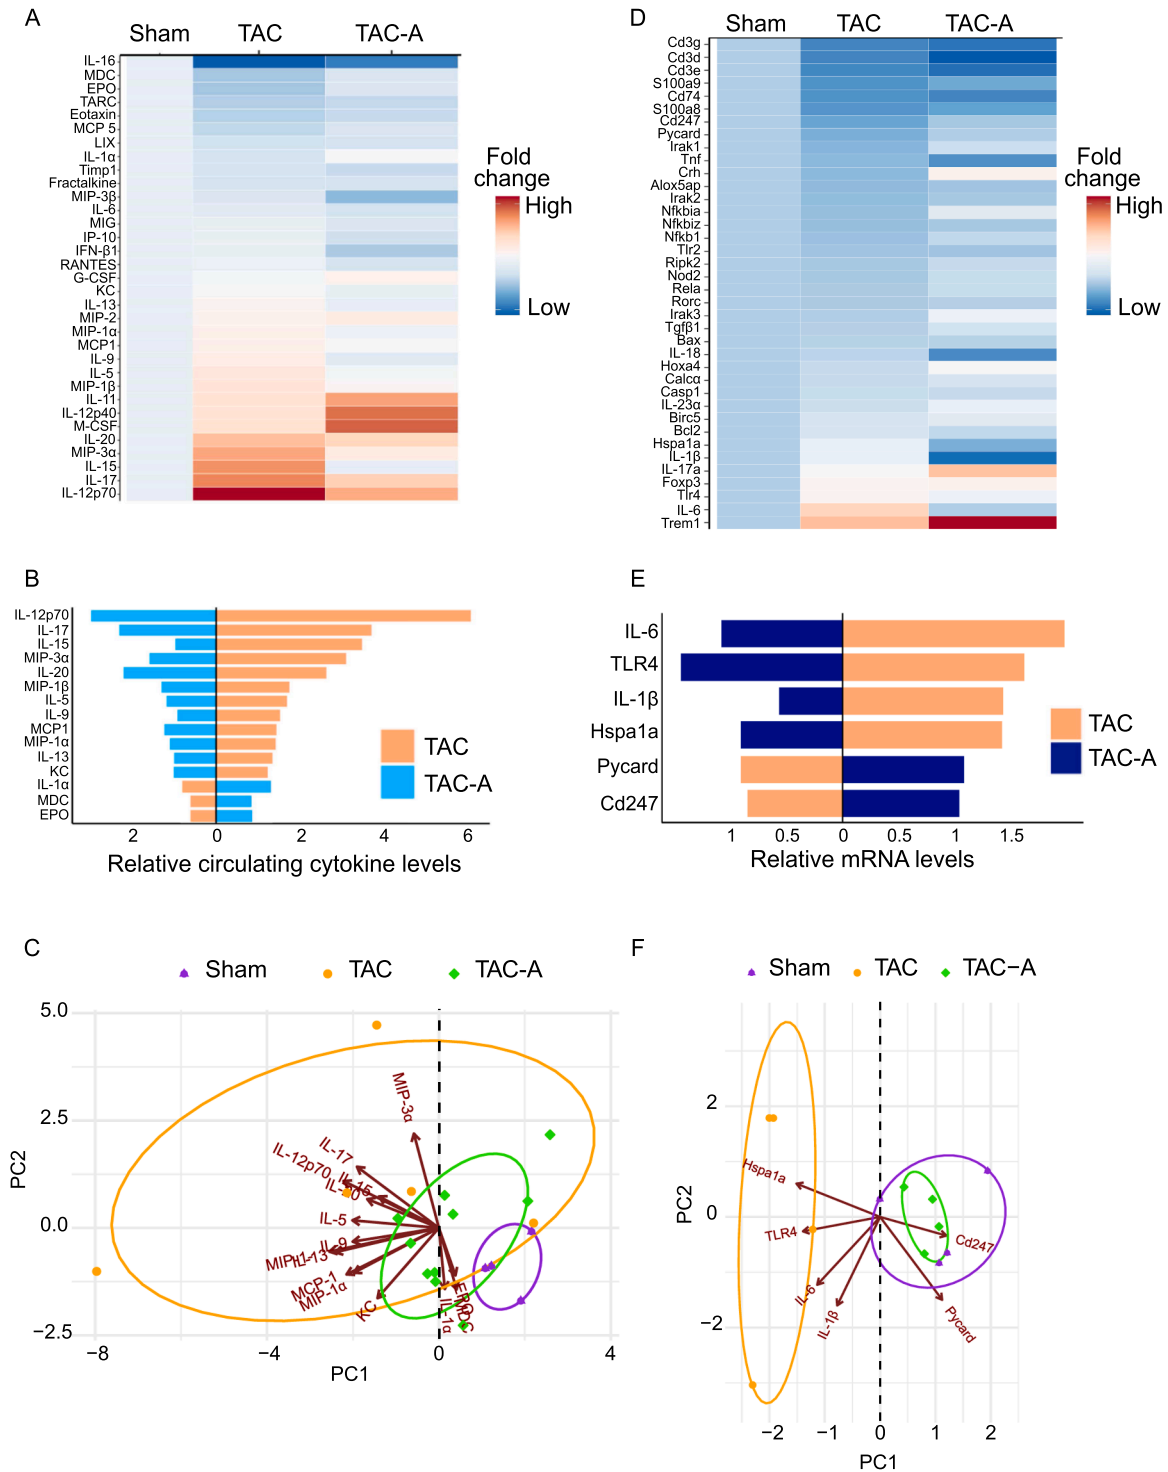 A
Sham TAC TAC-A
IL-16
MDC
EPO
TARC
Eotaxin
MCP 5
LIX
IL-1α
Timp1
Fractalkine
MIP-3β
IL-6
MIG
IP-10
IFN-β1
RANTES
G-CSF
KC
IL-13
MIP-2
MIP-1α
MCP1
IL-9
IL-5
MIP-1β
IL-11
IL-12p40
M-CSF
IL-20
MIP-3α
IL-15
IL-17
IL-12p70
Fold
change
High
Low
D
Sham TAC TAC-A
Cd3g
Cd3d
Cd3e
S100a9
Cd74
S100a8
Cd247
Pycard
Irak1
Tnf
Crh
Alox5ap
Irak2
Nfkbia
Nfkbiz
Nfkb1
Tlr2
Ripk2
Nod2
Rela
Rorc
Irak3
Tgfβ1
Bax
IL-18
Hoxa4
Calcα
Casp1
IL-23α
Birc5
Bcl2
Hspa1a
IL-1β
IL-17a
Foxp3
Tlr4
IL-6
Trem1
Fold
change
High
Low
B
IL-12p70
IL-17
IL-15
MIP-3α
IL-20
MIP-1β
IL-5
IL-9
MCP1
MIP-1α
IL-13
KC
IL-1α
MDC
EPO
TAC
TAC-A
2 0 2 4 6
Relative circulating cytokine levels
E
IL-6
TLR4
IL-1β
Hspa1a
Pycard
Cd247
TAC
TAC-A
1 0.5 0 0.5 1 1.5
Relative mRNA levels
C
Sham TAC TAC-A
5.0
2.5
0.0
−2.5
PC2
MIP-3α
IL-17
IL-12p70
IL-15
IL-5
IL-9
IL-13
MCP-1
MIP-1α
KC
IL-1α
EPO
MDC
−8 −4 0 4
PC1
F
Sham TAC TAC−A
2
0
−2
PC2
Hspa1a
TLR4
IL-6
IL-1β
Cd247
Pycard
−2 −1 0 1 2
PC1